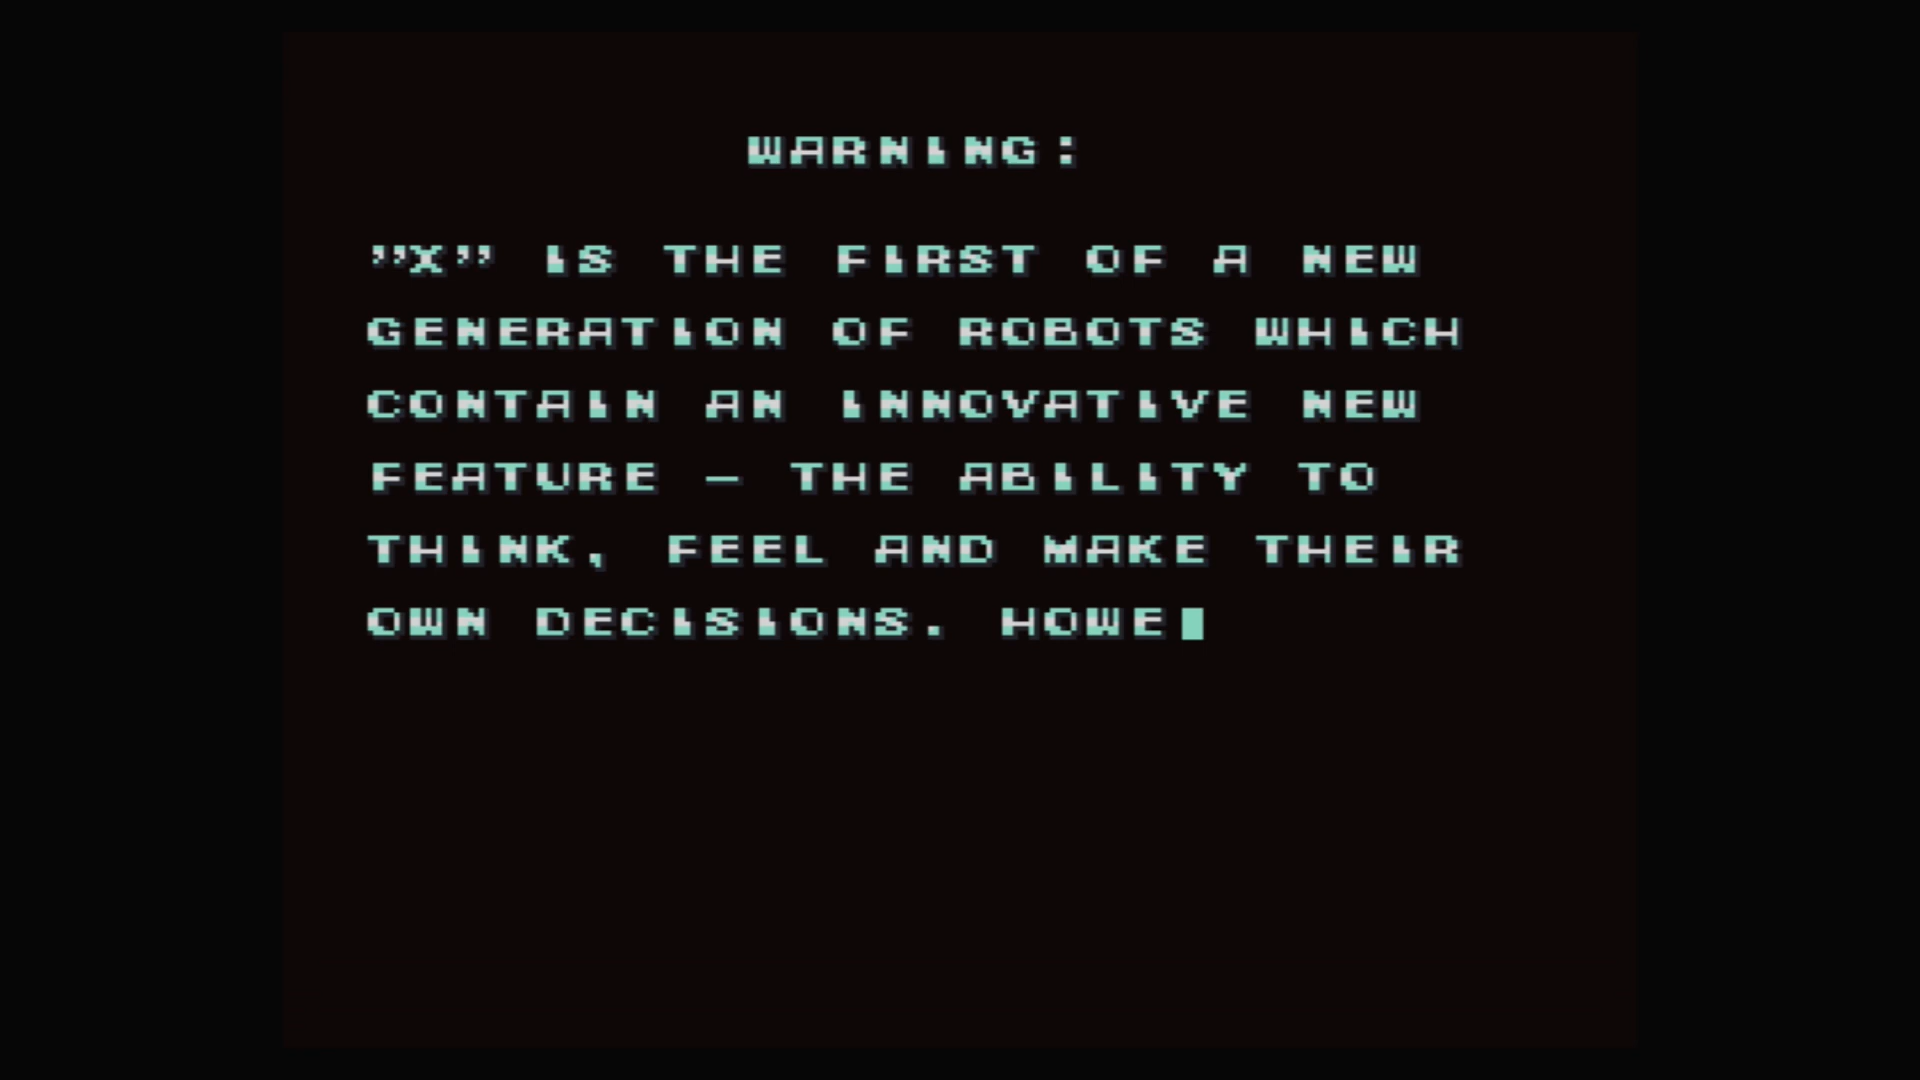 WARNING:
"X" IS THE FIRST OF A NEW
GENERATION OF ROBOTS WHICH
CONTAIN AN INNOVATIVE NEW
FEATURE – THE ABILITY TO
THINK, FEEL AND MAKE THEIR
OWN DECISIONS. HOWE